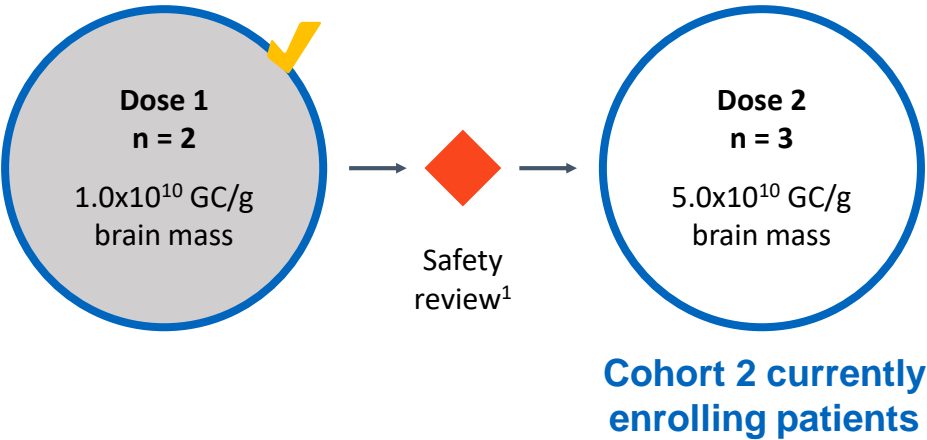 Dose 1
n = 2
1.0x10¹⁰ GC/g
brain mass
Safety
review¹
Dose 2
n = 3
5.0x10¹⁰ GC/g
brain mass
Cohort 2 currently
enrolling patients